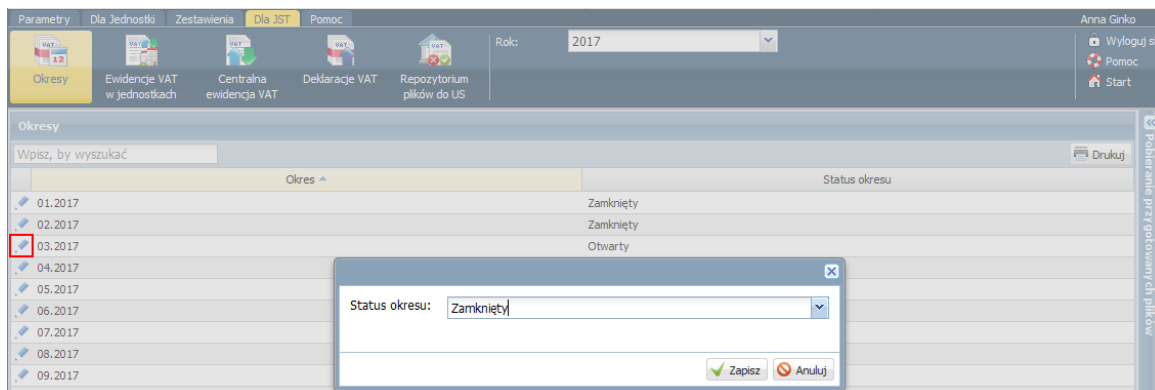 Parametry Dla Jednostki Zestawienia Dla JST Pomoc Anna Ginko
Okresy
Ewidencje VAT
w jednostkach
Centralna
ewidencja VAT
Deklaracje VAT
Repozytorium
plików do US
Rok: 2017
Wyloguj s
Pomoc
Start
Okresy
Wpisz, by wyszukać
Drukuj
Okres Status okresu
01.2017 Zamknięty
02.2017 Zamknięty
03.2017 Otwarty
04.2017
05.2017
06.2017
07.2017
08.2017
09.2017
Status okresu: Zamknięty
Zapisz Anuluj
Pobieranie przygotowanych plików